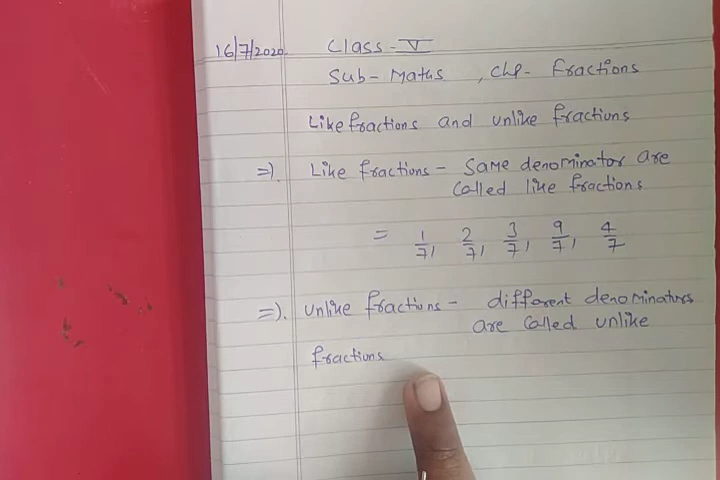 16/7/2020 Class - V
Sub - Maths , Chp - fractions
Like fractions and unlike fractions
=). Like fractions - Same denominator are
called like fractions
= 1/7, 2/7, 3/7, 9/7, 4/7
=). unlike fractions - different denominators
are called unlike
fractions